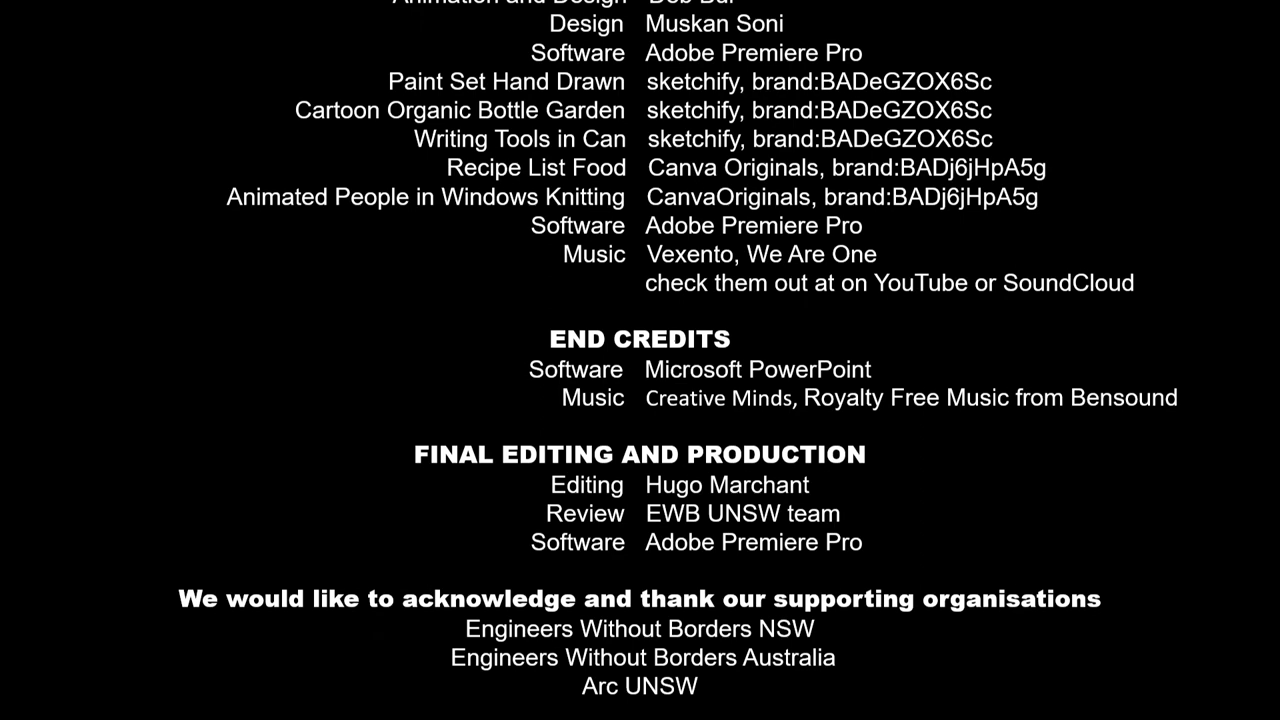 Animation and Design Deb Bur
Design Muskan Soni
Software Adobe Premiere Pro
Paint Set Hand Drawn sketchify, brand:BADeGZOX6Sc
Cartoon Organic Bottle Garden sketchify, brand:BADeGZOX6Sc
Writing Tools in Can sketchify, brand:BADeGZOX6Sc
Recipe List Food Canva Originals, brand:BADj6jHpA5g
Animated People in Windows Knitting CanvaOriginals, brand:BADj6jHpA5g
Software Adobe Premiere Pro
Music Vexento, We Are One
check them out at on YouTube or SoundCloud
END CREDITS
Software Microsoft PowerPoint
Music Creative Minds, Royalty Free Music from Bensound
FINAL EDITING AND PRODUCTION
Editing Hugo Marchant
Review EWB UNSW team
Software Adobe Premiere Pro
We would like to acknowledge and thank our supporting organisations
Engineers Without Borders NSW
Engineers Without Borders Australia
Arc UNSW